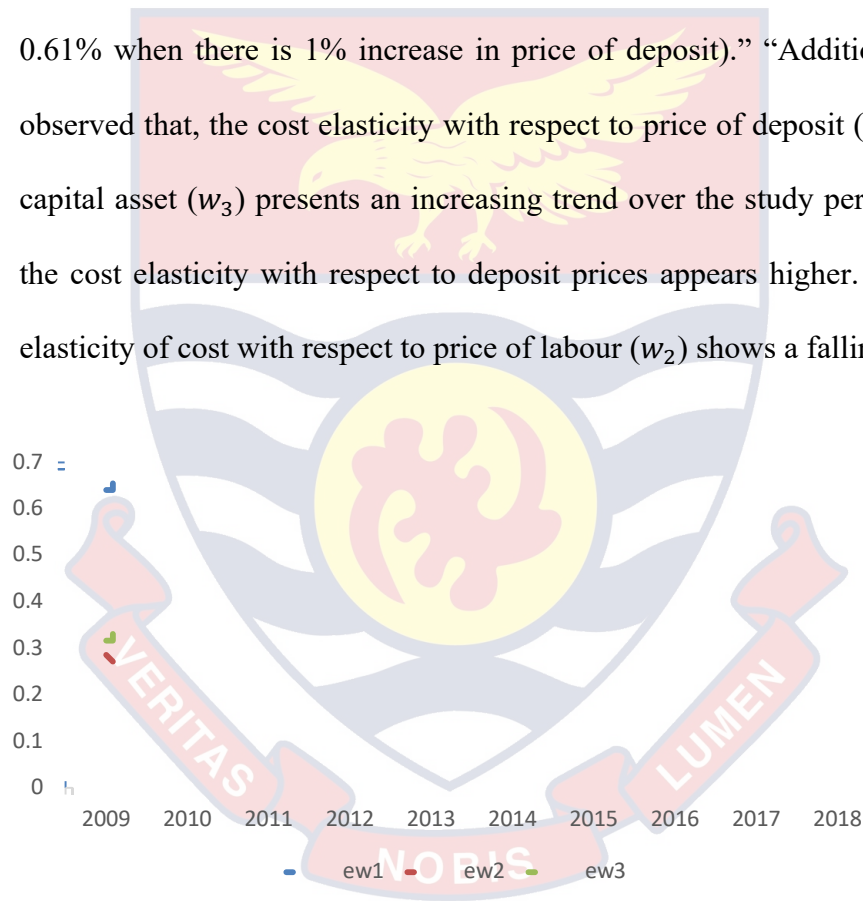 0.61% when there is 1% increase in price of deposit).” “Additio
observed that, the cost elasticity with respect to price of deposit (
capital asset (w₃) presents an increasing trend over the study per
the cost elasticity with respect to deposit prices appears higher.
elasticity of cost with respect to price of labour (w₂) shows a fallin
0.7
0.6
0.5
0.4
0.3
0.2
0.1
0
2009 2010 2011 2012 2013 2014 2015 2016 2017 2018
ew1 ew2 ew3
VERITAS
NOBIS
LUMEN